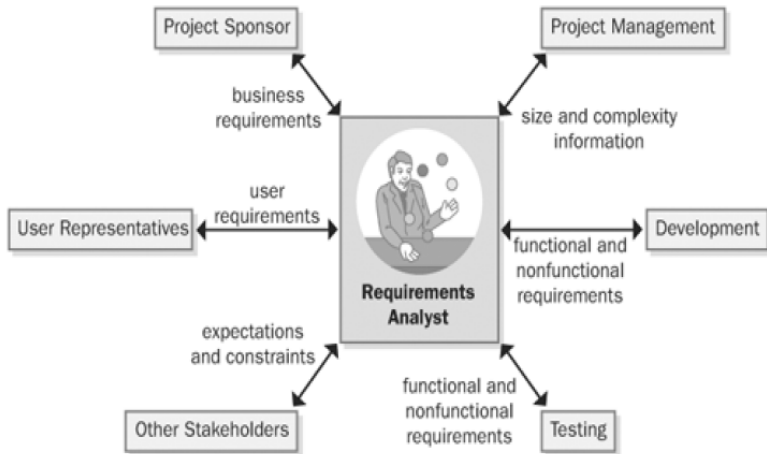 Project Sponsor
Project Management
business
requirements
size and complexity
information
user
requirements
User Representatives
Development
functional and
nonfunctional
requirements
Requirements
Analyst
expectations
and constraints
functional and
nonfunctional
requirements
Other Stakeholders
Testing